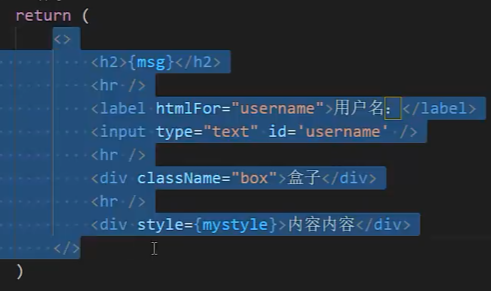 return (
<>
<h2>{msg}</h2>
<hr />
<label htmlFor="username">用户名：</label>
<input type="text" id='username' />
<hr />
<div className="box">盒子</div>
<hr />
<div style={mystyle}>内容内容</div>
</>
)